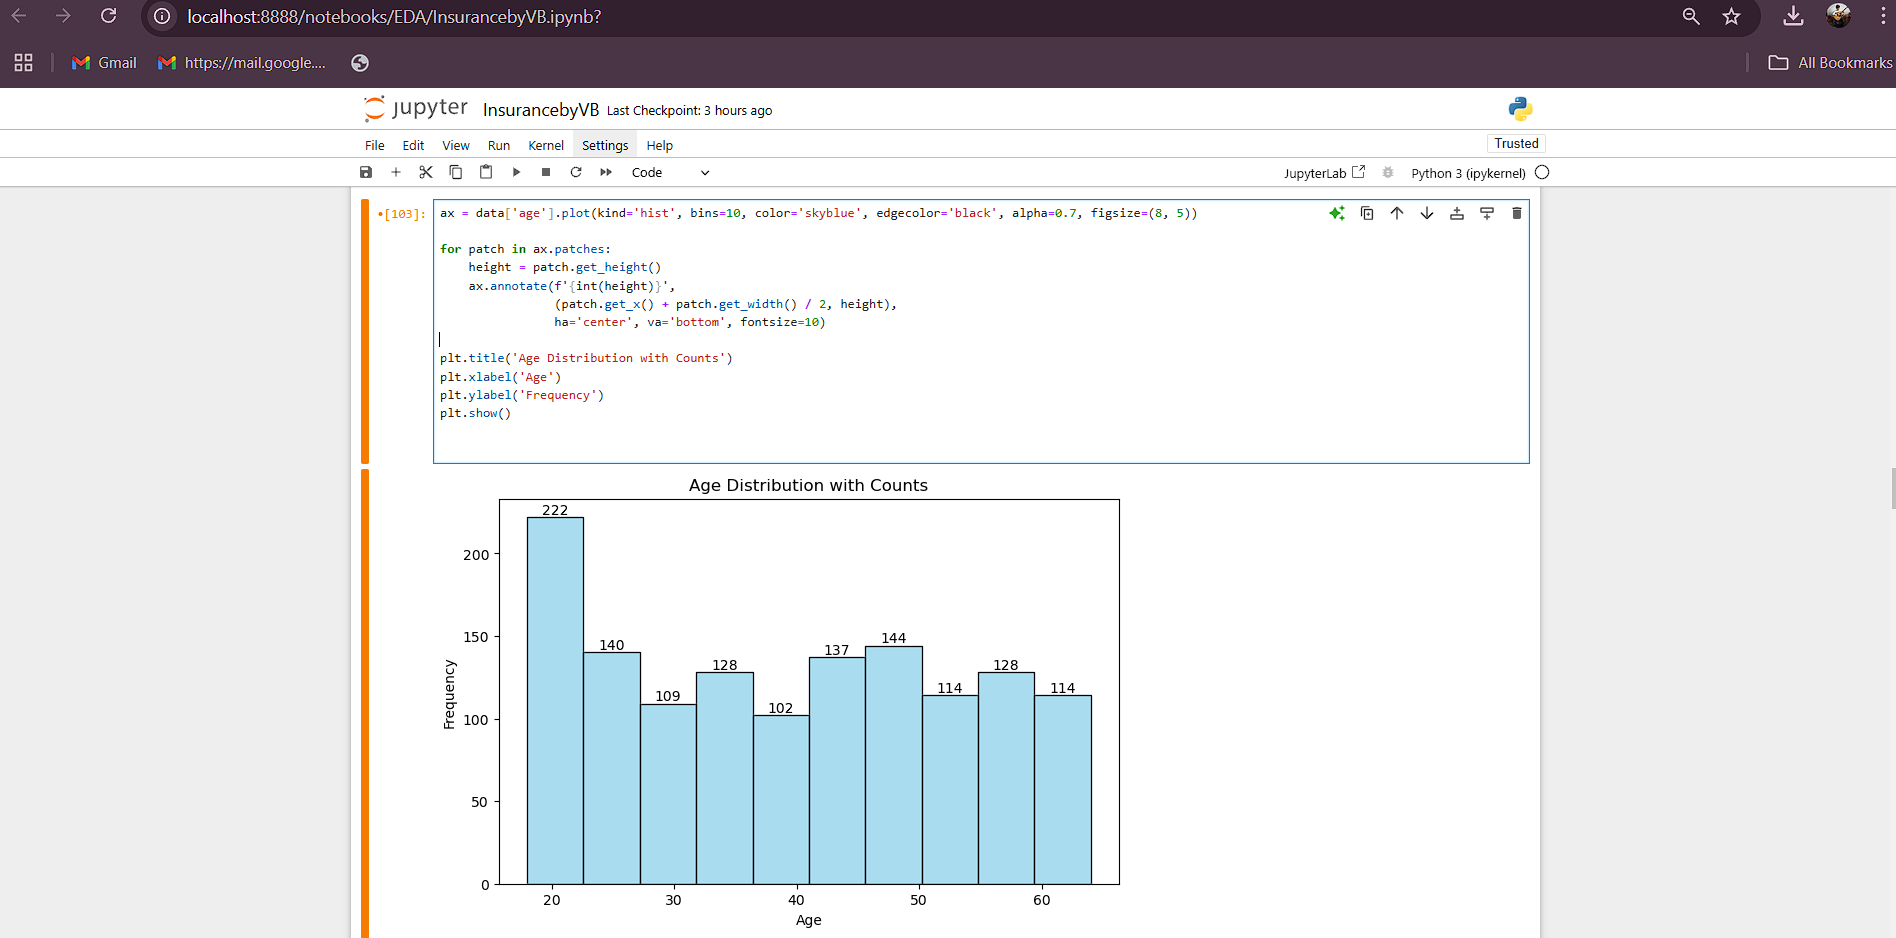 localhost:8888/notebooks/EDA/InsurancebyVB.ipynb?
Gmail https://mail.google.... All Bookmarks
jupyter InsurancebyVB Last Checkpoint: 3 hours ago
File Edit View Run Kernel Settings Help Trusted
Code JupyterLab Python 3 (ipykernel)
[103]: ax = data['age'].plot(kind='hist', bins=10, color='skyblue', edgecolor='black', alpha=0.7, figsize=(8, 5))
for patch in ax.patches:
    height = patch.get_height()
    ax.annotate(f'{int(height)}',
                (patch.get_x() + patch.get_width() / 2, height),
                ha='center', va='bottom', fontsize=10)
plt.title('Age Distribution with Counts')
plt.xlabel('Age')
plt.ylabel('Frequency')
plt.show()
Age Distribution with Counts
222
200
150
140
144
137
128
128
109
114
114
102
Frequency
100
50
0
20 30 40 50 60
Age